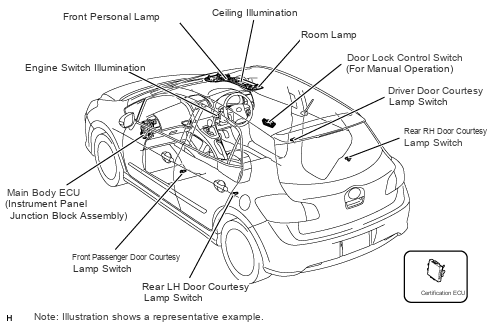 Ceiling Illumination
Front Personal Lamp
Room Lamp
Door Lock Control Switch
(For Manual Operation)
Engine Switch Illumination
Driver Door Courtesy
Lamp Switch
Rear RH Door Courtesy
Lamp Switch
Main Body ECU
(Instrument Panel
Junction Block Assembly)
Front Passenger Door Courtesy
Lamp Switch
Rear LH Door Courtesy
Lamp Switch
Certification ECU
H
Note: Illustration shows a representative example.